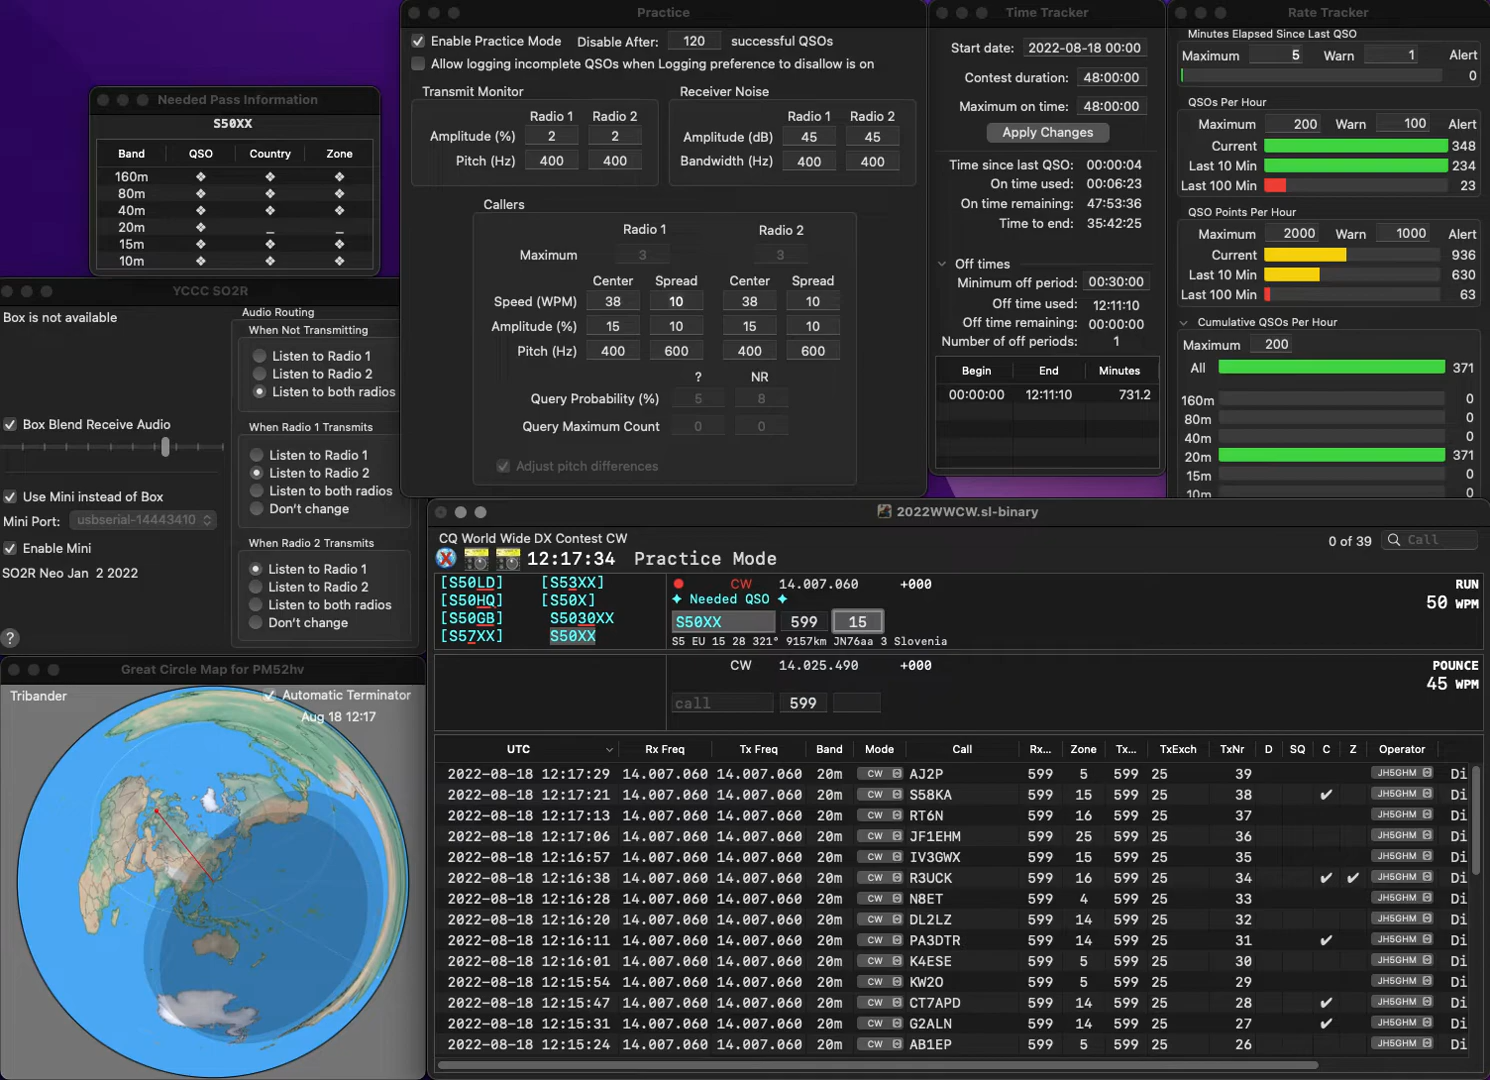 Needed Pass Information
S50XX
Band QSO Country Zone
160m ❖ ❖ ❖
80m ❖ ❖ ❖
40m ❖ ❖ ❖
20m ❖ _ _
15m ❖ ❖ ❖
10m ❖ ❖ ❖
YCCC SO2R
Box is not available
Box Blend Receive Audio
Use Mini instead of Box
Mini Port: usbserial-14443410
Enable Mini
SO2R Neo Jan 2 2022
?
Audio Routing
When Not Transmitting
Listen to Radio 1
Listen to Radio 2
Listen to both radios
When Radio 1 Transmits
Listen to Radio 1
Listen to Radio 2
Listen to both radios
Don't change
When Radio 2 Transmits
Listen to Radio 1
Listen to Radio 2
Listen to both radios
Don't change
Great Circle Map for PM52hv
Tribander
Automatic Terminator
Aug 18 12:17
Practice
Enable Practice Mode Disable After: 120 successful QSOs
Allow logging incomplete QSOs when Logging preference to disallow is on
Transmit Monitor
Radio 1 Radio 2
Amplitude (%) 2 2
Pitch (Hz) 400 400
Receiver Noise
Radio 1 Radio 2
Amplitude (dB) 45 45
Bandwidth (Hz) 400 400
Callers
Radio 1 Radio 2
Maximum 3 3
Center Spread Center Spread
Speed (WPM) 38 10 38 10
Amplitude (%) 15 10 15 10
Pitch (Hz) 400 600 400 600
? NR
Query Probability (%) 5 8
Query Maximum Count 0 0
Adjust pitch differences
Time Tracker
Start date: 2022-08-18 00:00
Contest duration: 48:00:00
Maximum on time: 48:00:00
Apply Changes
Time since last QSO: 00:00:04
On time used: 00:06:23
On time remaining: 47:53:36
Time to end: 35:42:25
Off times
Minimum off period: 00:30:00
Off time used: 12:11:10
Off time remaining: 00:00:00
Number of off periods: 1
Begin End Minutes
00:00:00 12:11:10 731.2
Rate Tracker
Minutes Elapsed Since Last QSO
Maximum 5 Warn 1 Alert
0
QSOs Per Hour
Maximum 200 Warn 100 Alert
Current 348
Last 10 Min 234
Last 100 Min 23
QSO Points Per Hour
Maximum 2000 Warn 1000 Alert
Current 936
Last 10 Min 630
Last 100 Min 63
Cumulative QSOs Per Hour
Maximum 200
All 371
160m 0
80m 0
40m 0
20m 371
15m 0
10m 0
2022WWCW.sl-binary
CQ World Wide DX Contest CW
12:17:34 Practice Mode
0 of 39 Call
[S50LD] [S53XX]
[S50HQ] [S50X]
[S50GB] S5030XX
[S57XX] S50XX
CW 14.007.060 +000
✦ Needed QSO ✦
S50XX 599 15
S5 EU 15 28 321° 9157km JN76aa 3 Slovenia
RUN
50 WPM
CW 14.025.490 +000
call 599
POUNCE
45 WPM
UTC Rx Freq Tx Freq Band Mode Call Rx... Zone Tx... TxExch TxNr D SQ C Z Operator
2022-08-18 12:17:29 14.007.060 14.007.060 20m CW AJ2P 599 5 599 25 39 JH5GHM Di
2022-08-18 12:17:21 14.007.060 14.007.060 20m CW S58KA 599 15 599 25 38 ✔ JH5GHM Di
2022-08-18 12:17:13 14.007.060 14.007.060 20m CW RT6N 599 16 599 25 37 JH5GHM Di
2022-08-18 12:17:06 14.007.060 14.007.060 20m CW JF1EHM 599 25 599 25 36 JH5GHM Di
2022-08-18 12:16:57 14.007.060 14.007.060 20m CW IV3GWX 599 15 599 25 35 JH5GHM Di
2022-08-18 12:16:38 14.007.060 14.007.060 20m CW R3UCK 599 16 599 25 34 ✔ ✔ JH5GHM Di
2022-08-18 12:16:28 14.007.060 14.007.060 20m CW N8ET 599 4 599 25 33 JH5GHM Di
2022-08-18 12:16:20 14.007.060 14.007.060 20m CW DL2LZ 599 14 599 25 32 JH5GHM Di
2022-08-18 12:16:11 14.007.060 14.007.060 20m CW PA3DTR 599 14 599 25 31 ✔ JH5GHM Di
2022-08-18 12:16:01 14.007.060 14.007.060 20m CW K4ESE 599 5 599 25 30 JH5GHM Di
2022-08-18 12:15:54 14.007.060 14.007.060 20m CW KW2O 599 5 599 25 29 JH5GHM Di
2022-08-18 12:15:47 14.007.060 14.007.060 20m CW CT7APD 599 14 599 25 28 ✔ JH5GHM Di
2022-08-18 12:15:31 14.007.060 14.007.060 20m CW G2ALN 599 14 599 25 27 ✔ JH5GHM Di
2022-08-18 12:15:24 14.007.060 14.007.060 20m CW AB1EP 599 5 599 25 26 JH5GHM Di